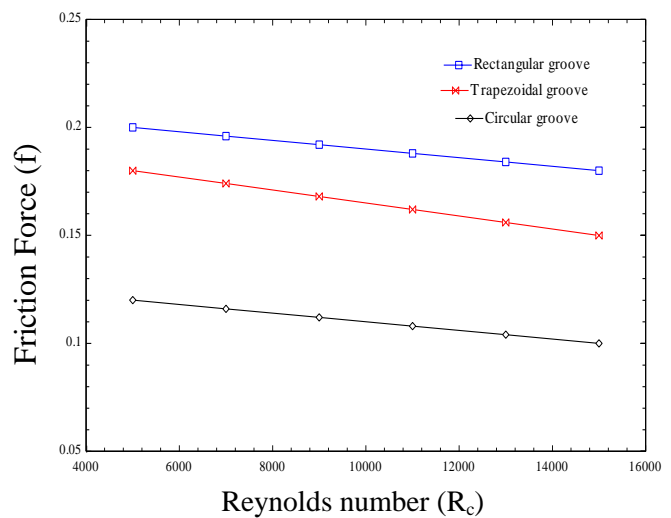 0.25
Rectangular groove
Trapezoidal groove
Circular groove
0.2
0.15
0.1
0.05
Friction Force (f)
4000 6000 8000 10000 12000 14000 16000
Reynolds number (Rc)